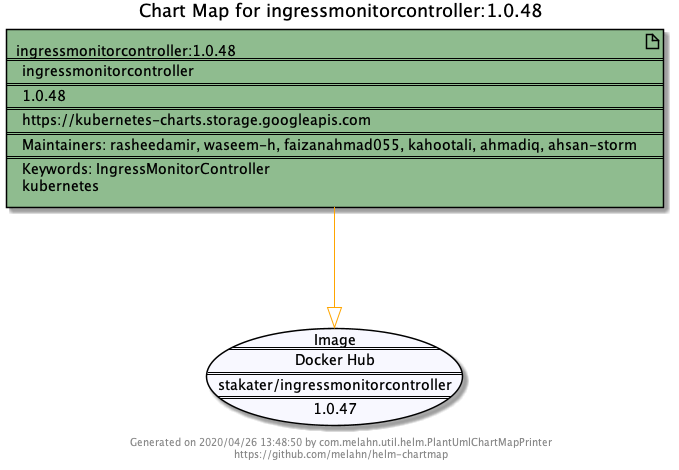 Chart Map for ingressmonitorcontroller:1.0.48
ingressmonitorcontroller:1.0.48
ingressmonitorcontroller
1.0.48
https://kubernetes-charts.storage.googleapis.com
Maintainers: rasheedamir, waseem-h, faizanahmad055, kahootali, ahmadiq, ahsan-storm
Keywords: IngressMonitorController
kubernetes
Image
Docker Hub
stakater/ingressmonitorcontroller
1.0.47
Generated on 2020/04/26 13:48:50 by com.melahn.util.helm.PlantUmlChartMapPrinter
https://github.com/melahn/helm-chartmap